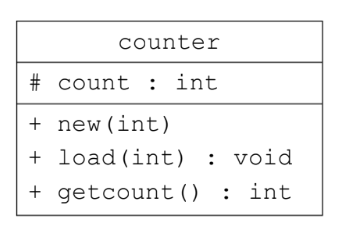 counter
# count : int
+ new(int)
+ load(int) : void
+ getcount() : int